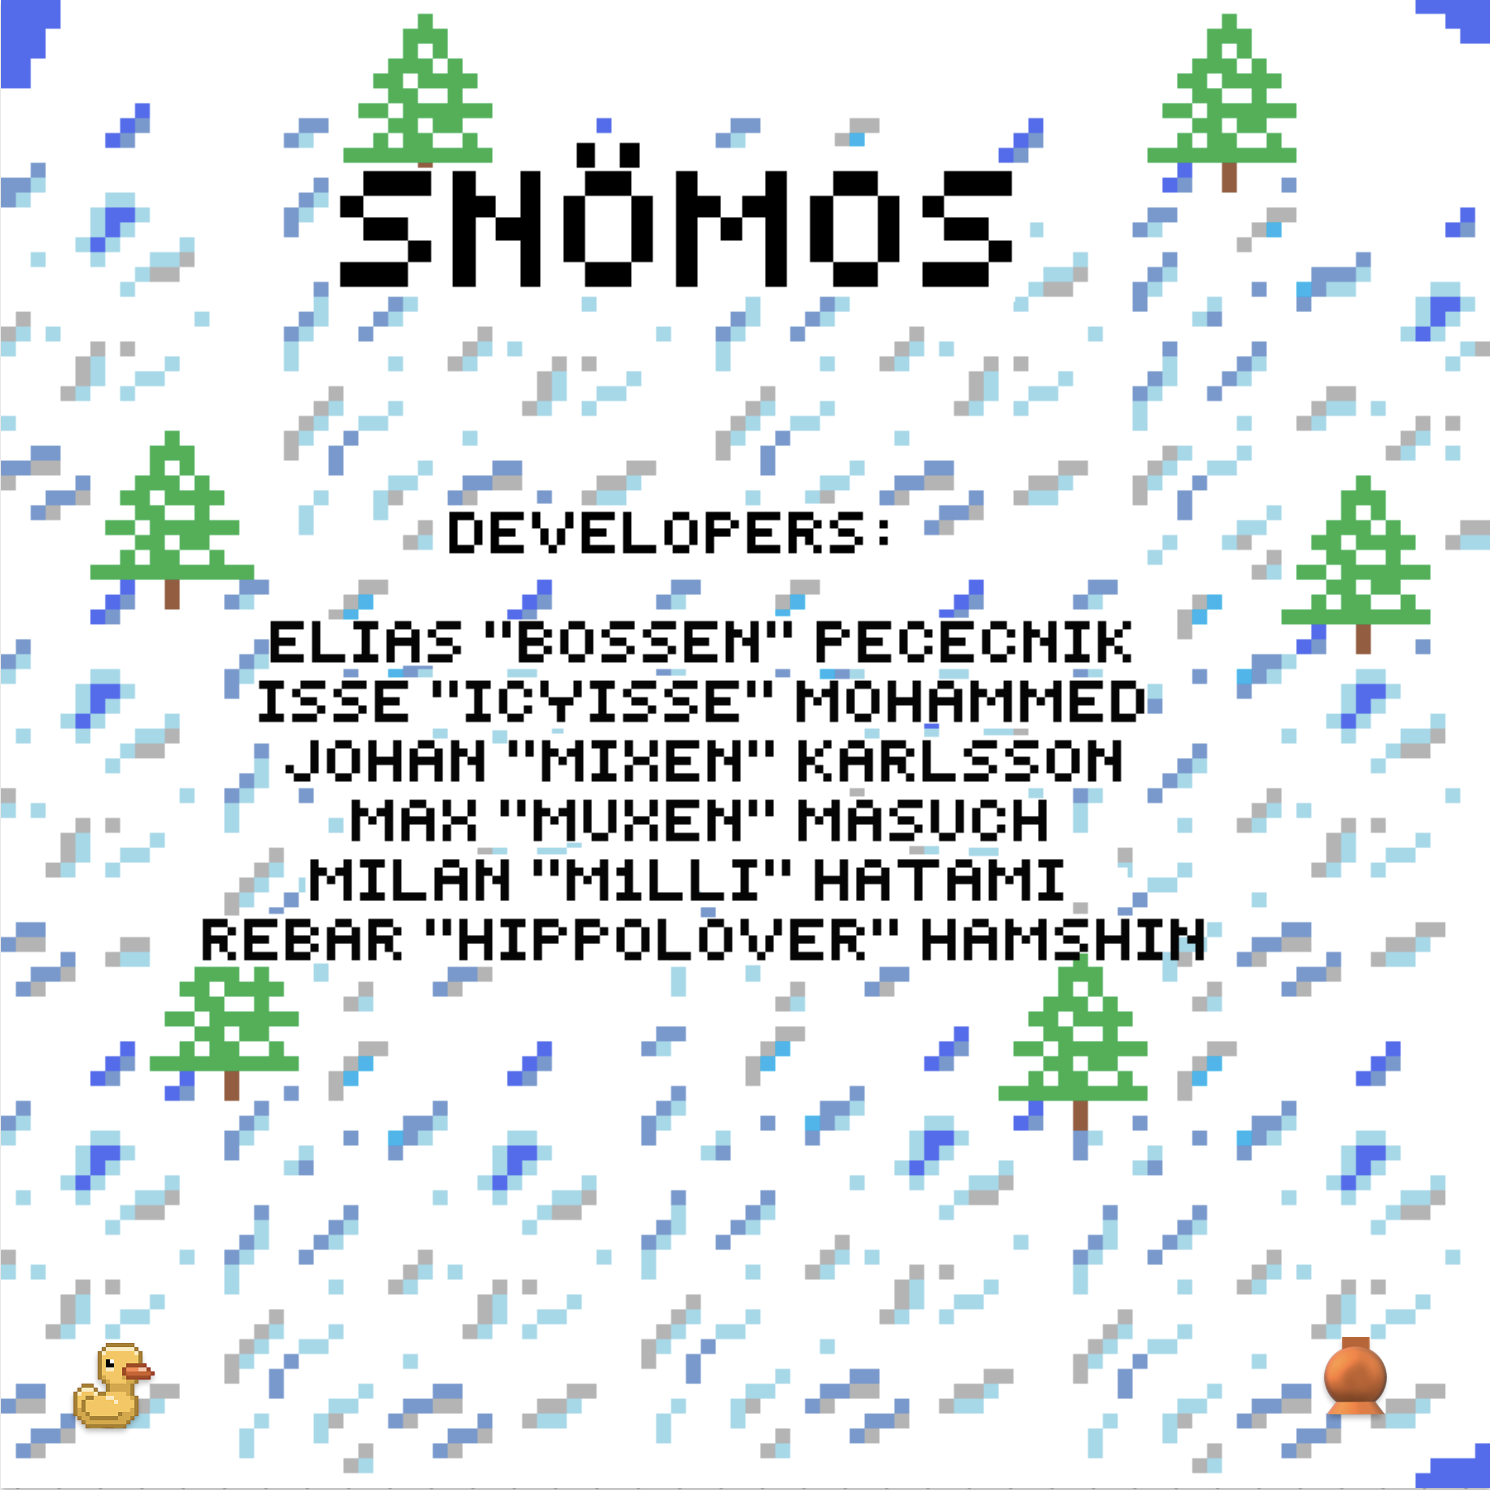 SNÖMOS
DEVELOPERS:
ELIAS "BOSSEN" PECECNIK
ISSE "ICYISSE" MOHAMMED
JOHAN "MIXEN" KARLSSON
MAX "MUXEN" MASUCH
MILAN "M1LLI" HATAMI
REBAR "HIPPOLOVER" HAMSHIN